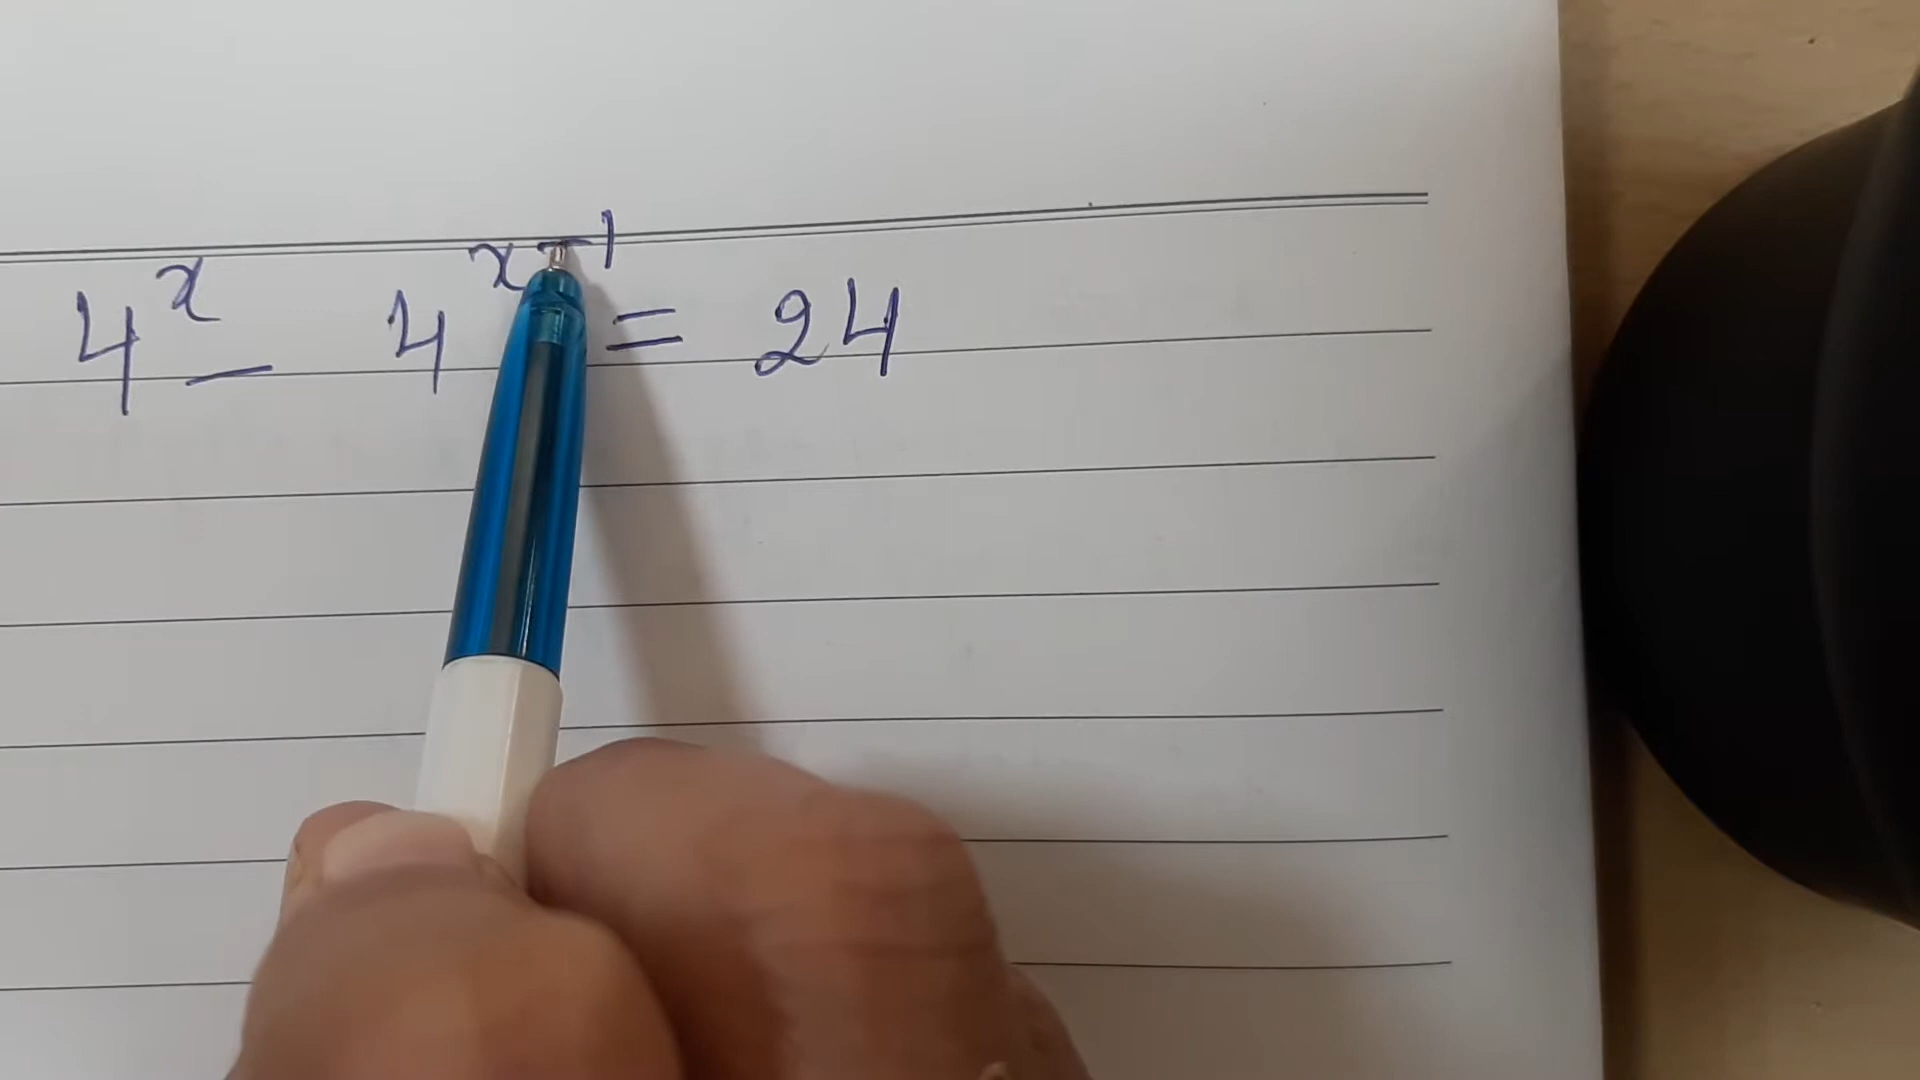 4^x - 4^{x-1} = 24